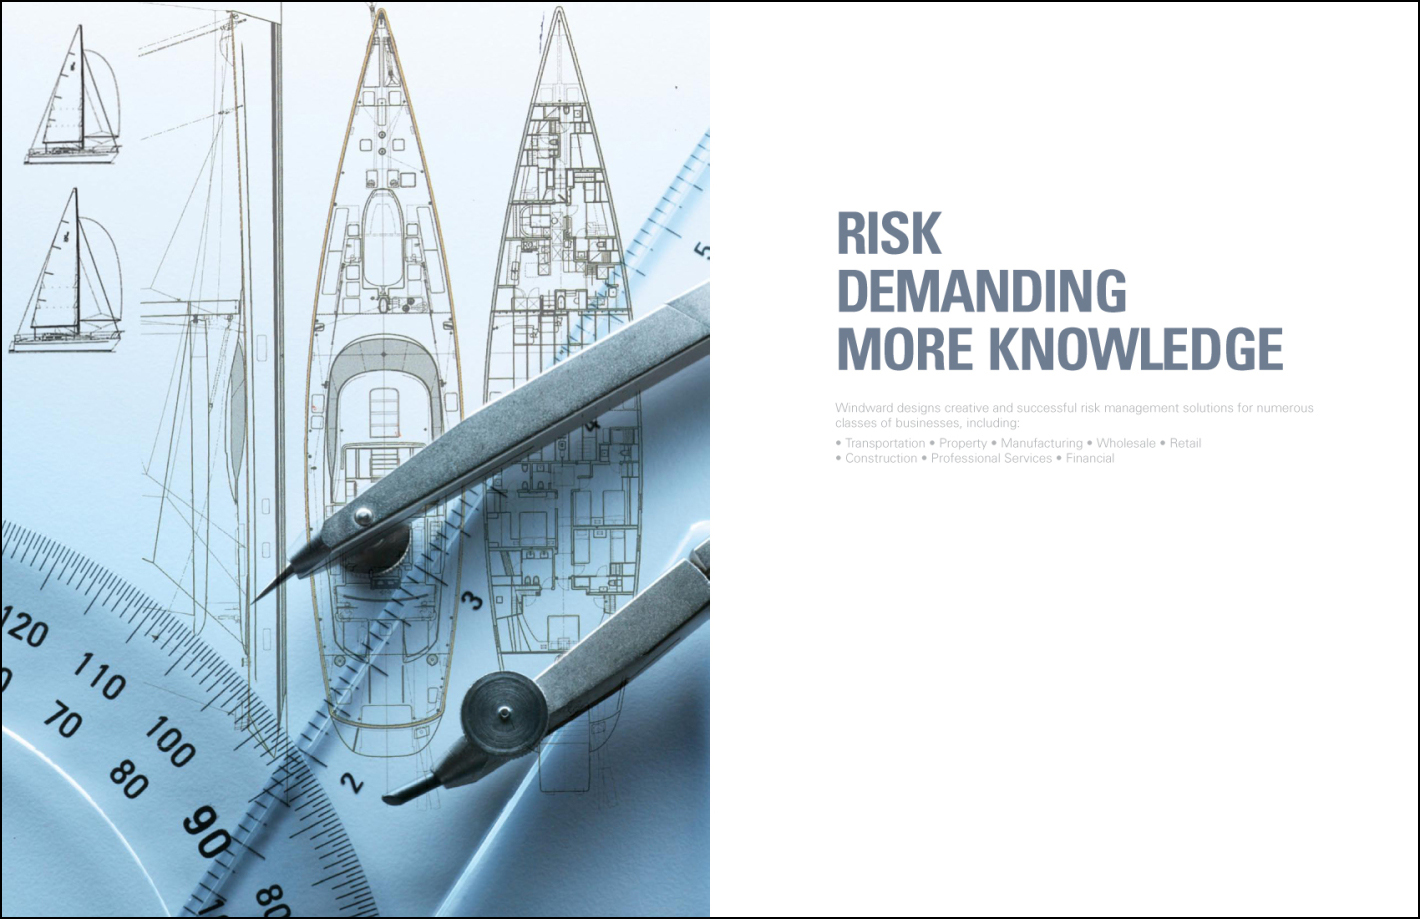 RISK
DEMANDING
MORE KNOWLEDGE
Windward designs creative and successful risk management solutions for numerous
classes of businesses, including:
• Transportation • Property • Manufacturing • Wholesale • Retail
• Construction • Professional Services • Financial
5
4
3
2
120
110
100
70
80
90
80